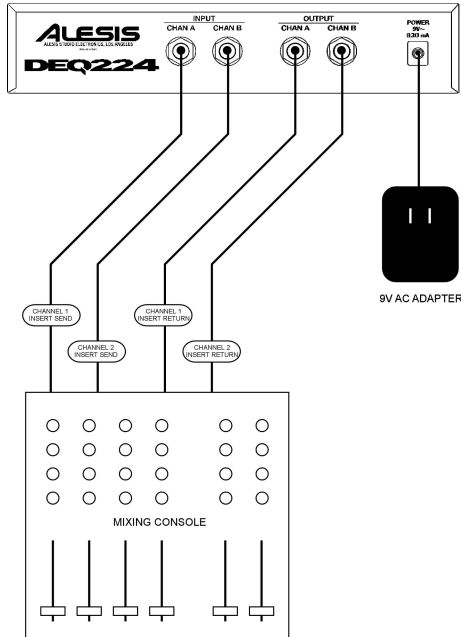 INPUT
OUTPUT
CHAN A CHAN B
CHAN A CHAN B
POWER
9V~
830 mA
ALESIS
ALESIS STUDIO ELECTRONICS, LOS ANGELES
DEQ224
9V AC ADAPTER
CHANNEL 1
INSERT SEND
CHANNEL 1
INSERT RETURN
CHANNEL 2
INSERT SEND
CHANNEL 2
INSERT RETURN
MIXING CONSOLE